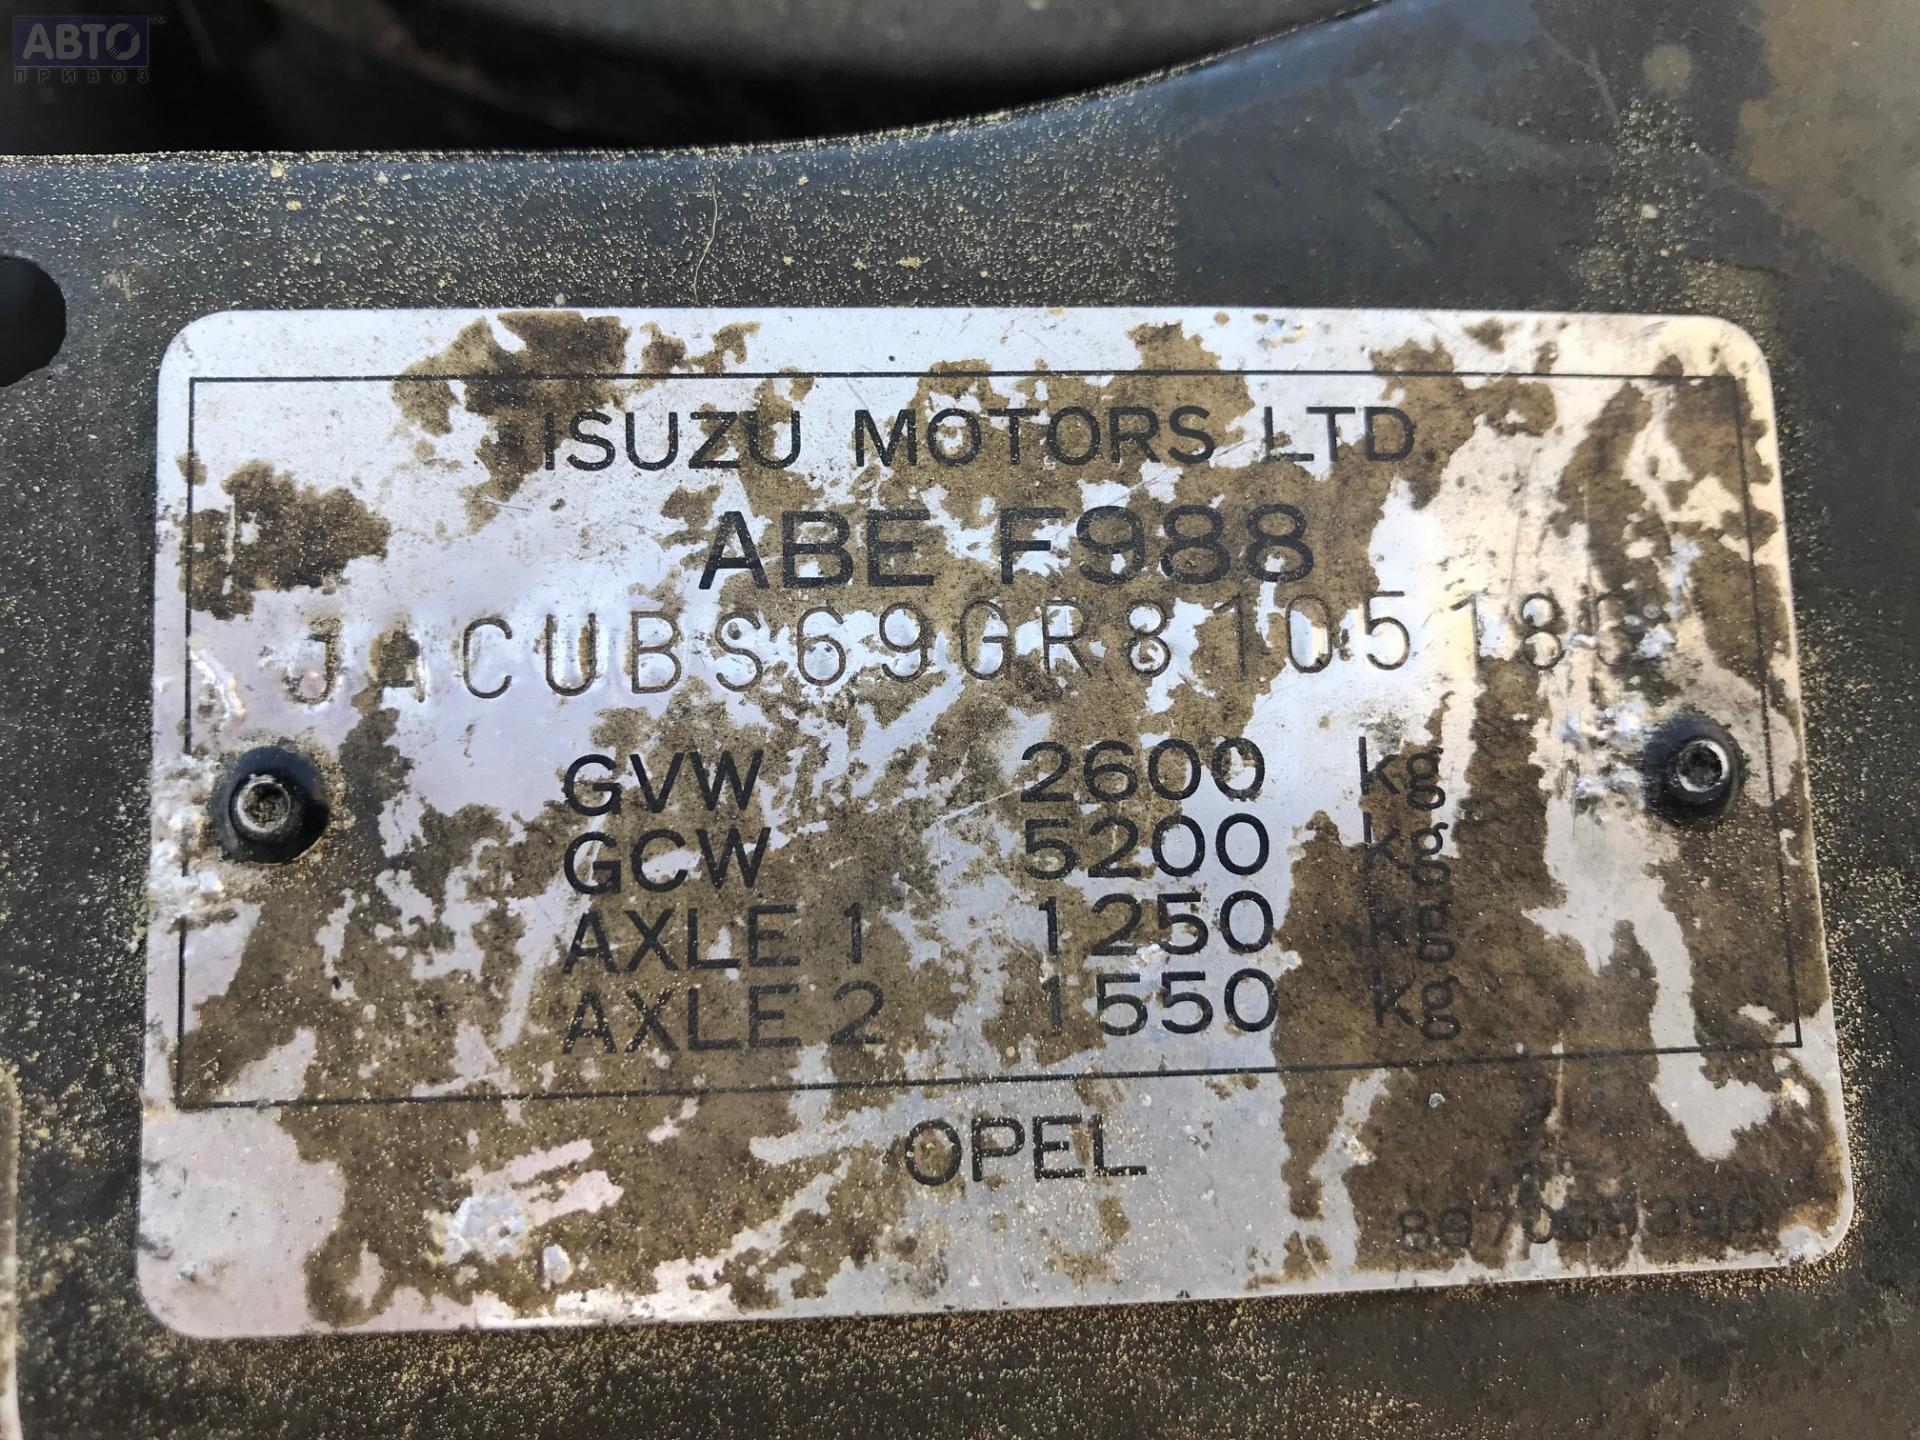 АВТО
ПРИВОЗ
ISUZU MOTORS LTD.
ABE F988
GVW 2600 kg
GCW 5200 kg
AXLE 1 1250 kg
AXLE 2 1550 kg
OPEL